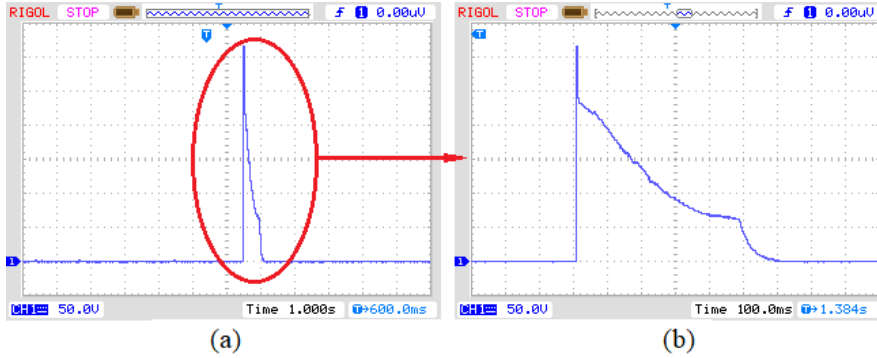 RIGOL STOP T ƒ 1 0.00uV
T
1
CH1 50.0V Time 1.000s T→600.0ms
(a)
RIGOL STOP T ƒ 1 0.00uV
T
1
CH1 50.0V Time 100.0ms T→1.384s
(b)